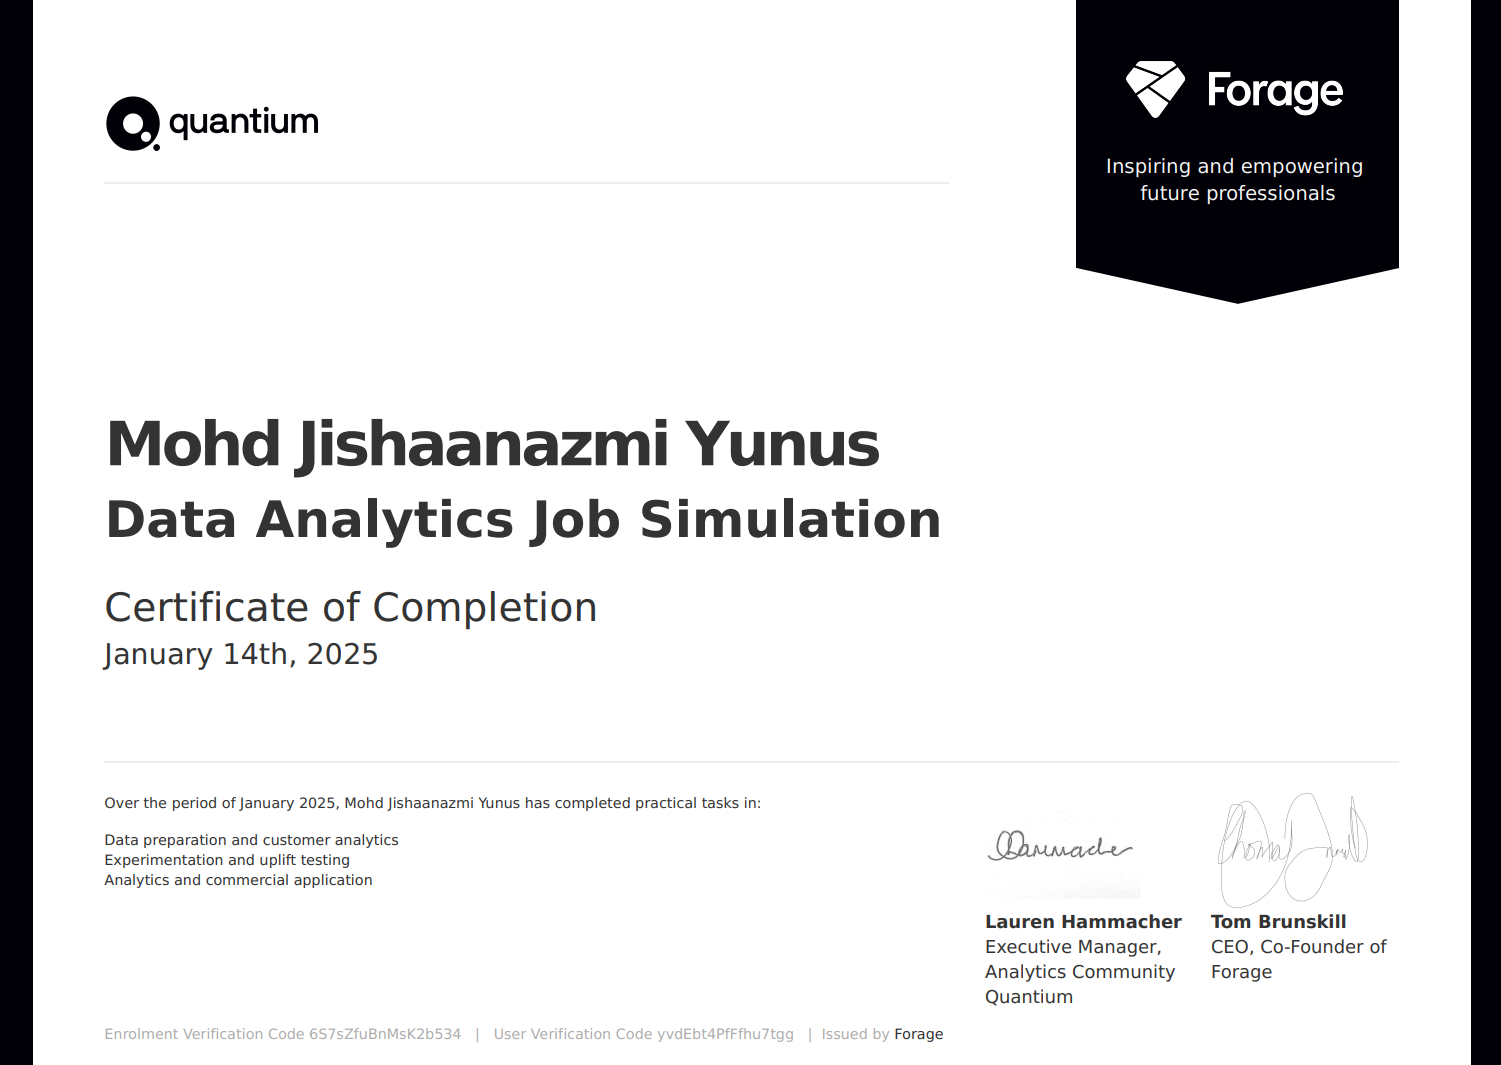 quantium
Forage
Inspiring and empowering
future professionals
Mohd Jishaanazmi Yunus
Data Analytics Job Simulation
Certificate of Completion
January 14th, 2025
Over the period of January 2025, Mohd Jishaanazmi Yunus has completed practical tasks in:
Data preparation and customer analytics
Experimentation and uplift testing
Analytics and commercial application
Lauren Hammacher
Executive Manager,
Analytics Community
Quantium
Tom Brunskill
CEO, Co-Founder of
Forage
Enrolment Verification Code 6S7sZfuBnMsK2b534 | User Verification Code yvdEbt4PfFfhu7tgg | Issued by Forage